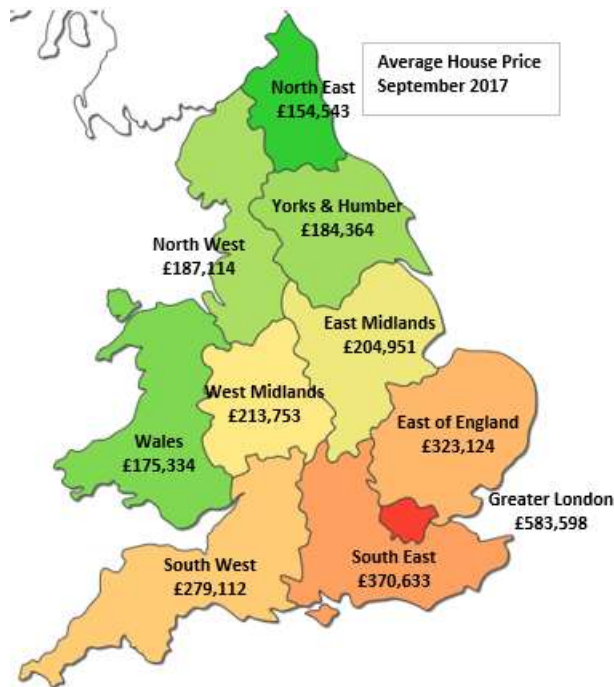 Average House Price
September 2017
North East
£154,543
Yorks & Humber
£184,364
North West
£187,114
East Midlands
£204,951
West Midlands
£213,753
East of England
£323,124
Wales
£175,334
Greater London
£583,598
South West
£279,112
South East
£370,633